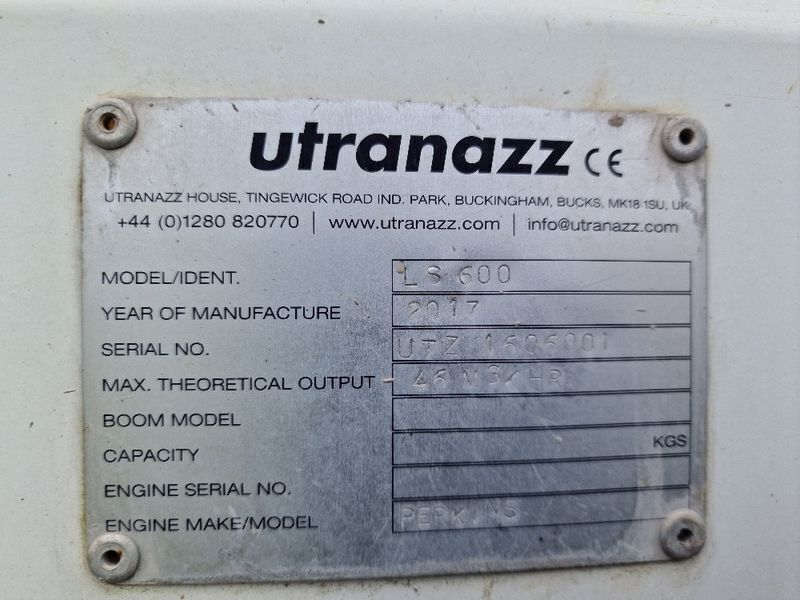 utranazz CE
UTRANAZZ HOUSE, TINGEWICK ROAD IND. PARK, BUCKINGHAM, BUCKS, MK18 1SU, UK
+44 (0)1280 820770 | www.utranazz.com | info@utranazz.com
MODEL/IDENT. LS 600
YEAR OF MANUFACTURE 2017
SERIAL NO. UTZ 1606001
MAX. THEORETICAL OUTPUT 46 M3/HR
BOOM MODEL
CAPACITY KGS
ENGINE SERIAL NO.
ENGINE MAKE/MODEL PERKINS